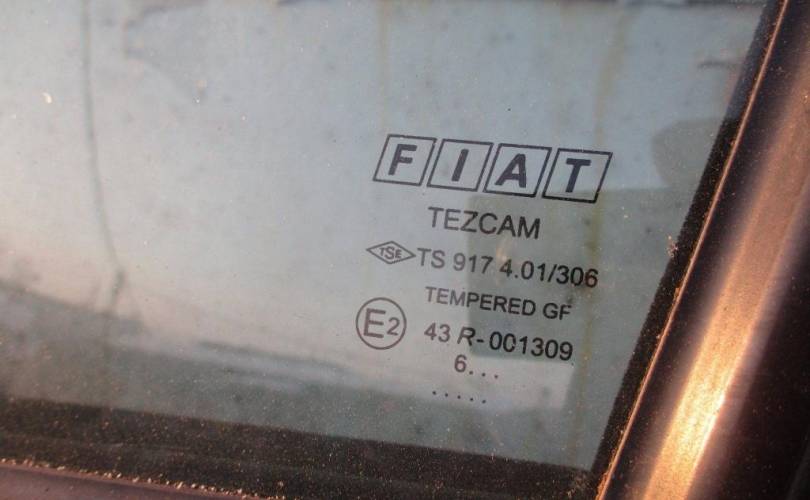 FIAT
TEZCAM
TSE TS 917 4.01/306
TEMPERED GF
E2 43 R-001309
6...
.....